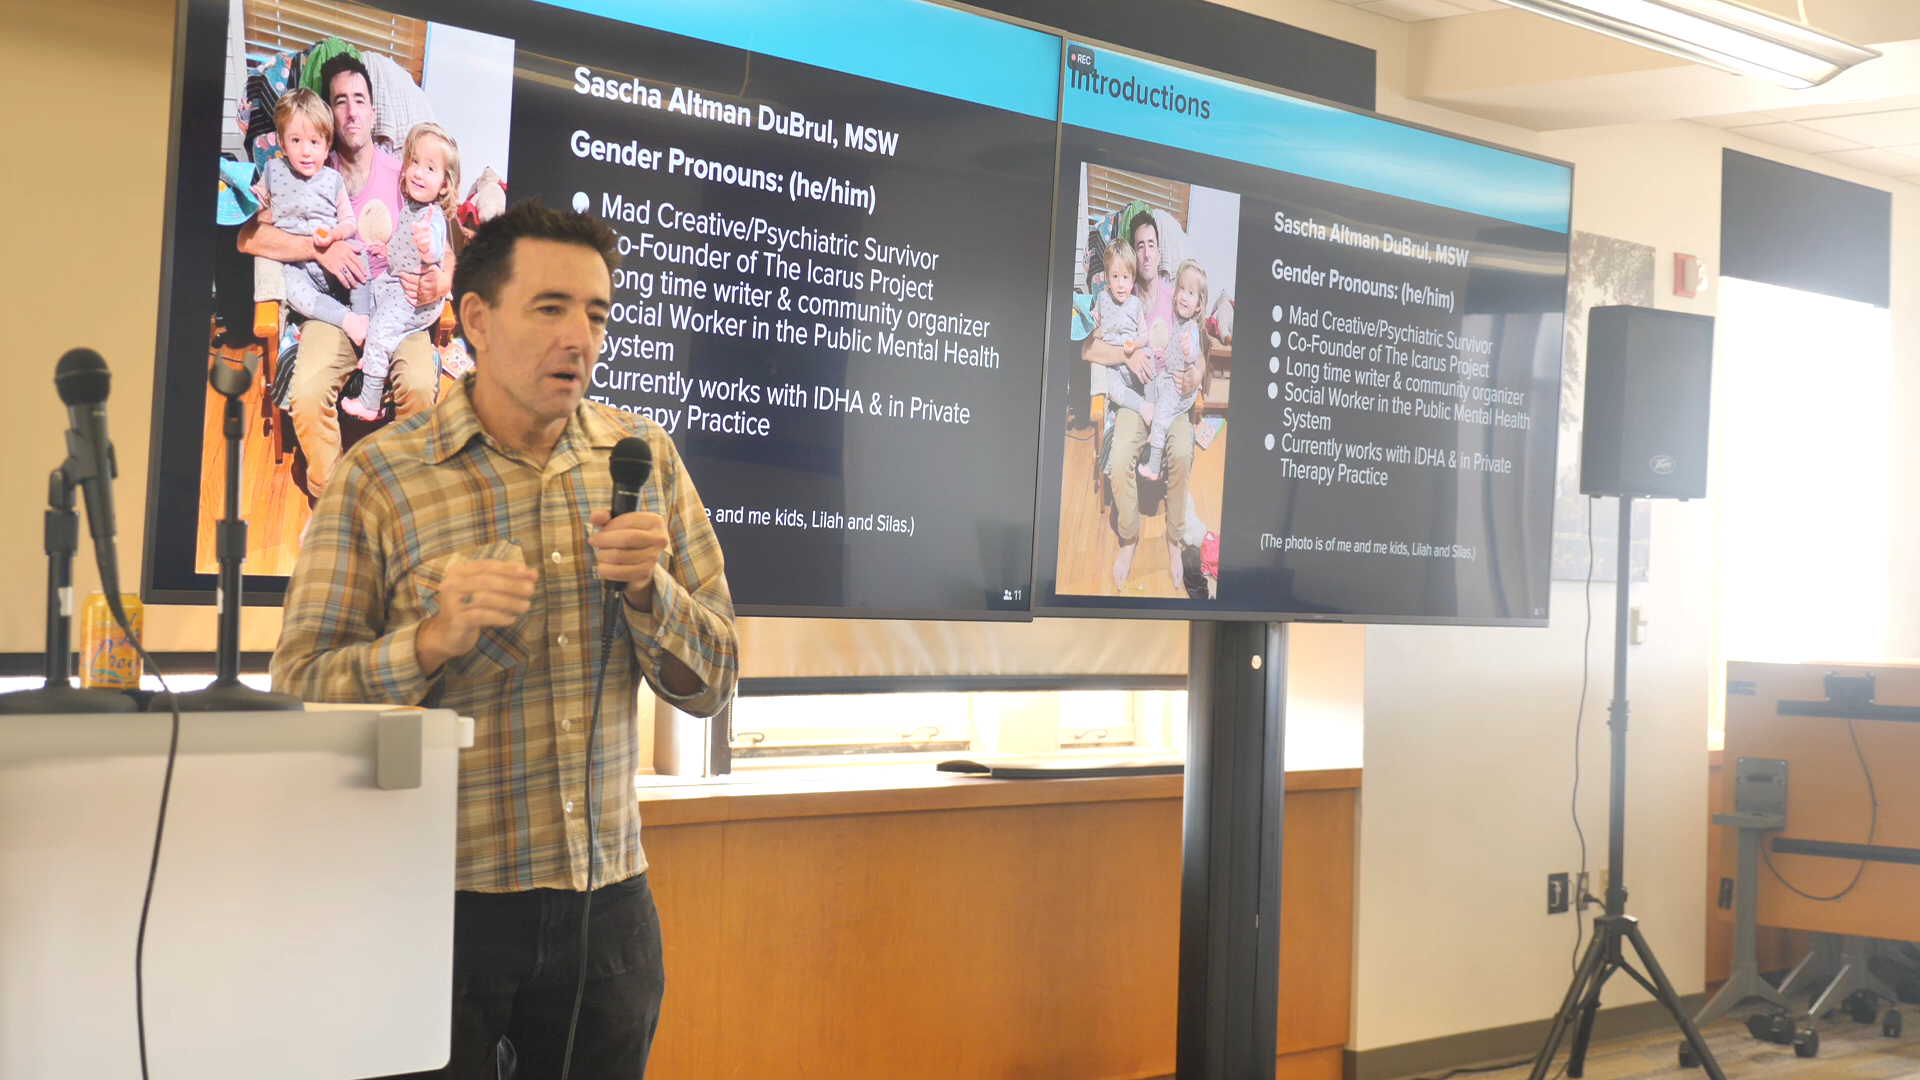 Sascha Altman DuBrul, MSW
Gender Pronouns: (he/him)
● Mad Creative/Psychiatric Survivor
o-Founder of The Icarus Project
ong time writer & community organizer
ocial Worker in the Public Mental Health
System
Currently works with IDHA & in Private
Therapy Practice
e and me kids, Lilah and Silas.)
11
REC
Introductions
Sascha Altman DuBrul, MSW
Gender Pronouns: (he/him)
● Mad Creative/Psychiatric Survivor
● Co-Founder of The Icarus Project
● Long time writer & community organizer
● Social Worker in the Public Mental Health
System
● Currently works with IDHA & in Private
Therapy Practice
(The photo is of me and me kids, Lilah and Silas.)
PEAVEY